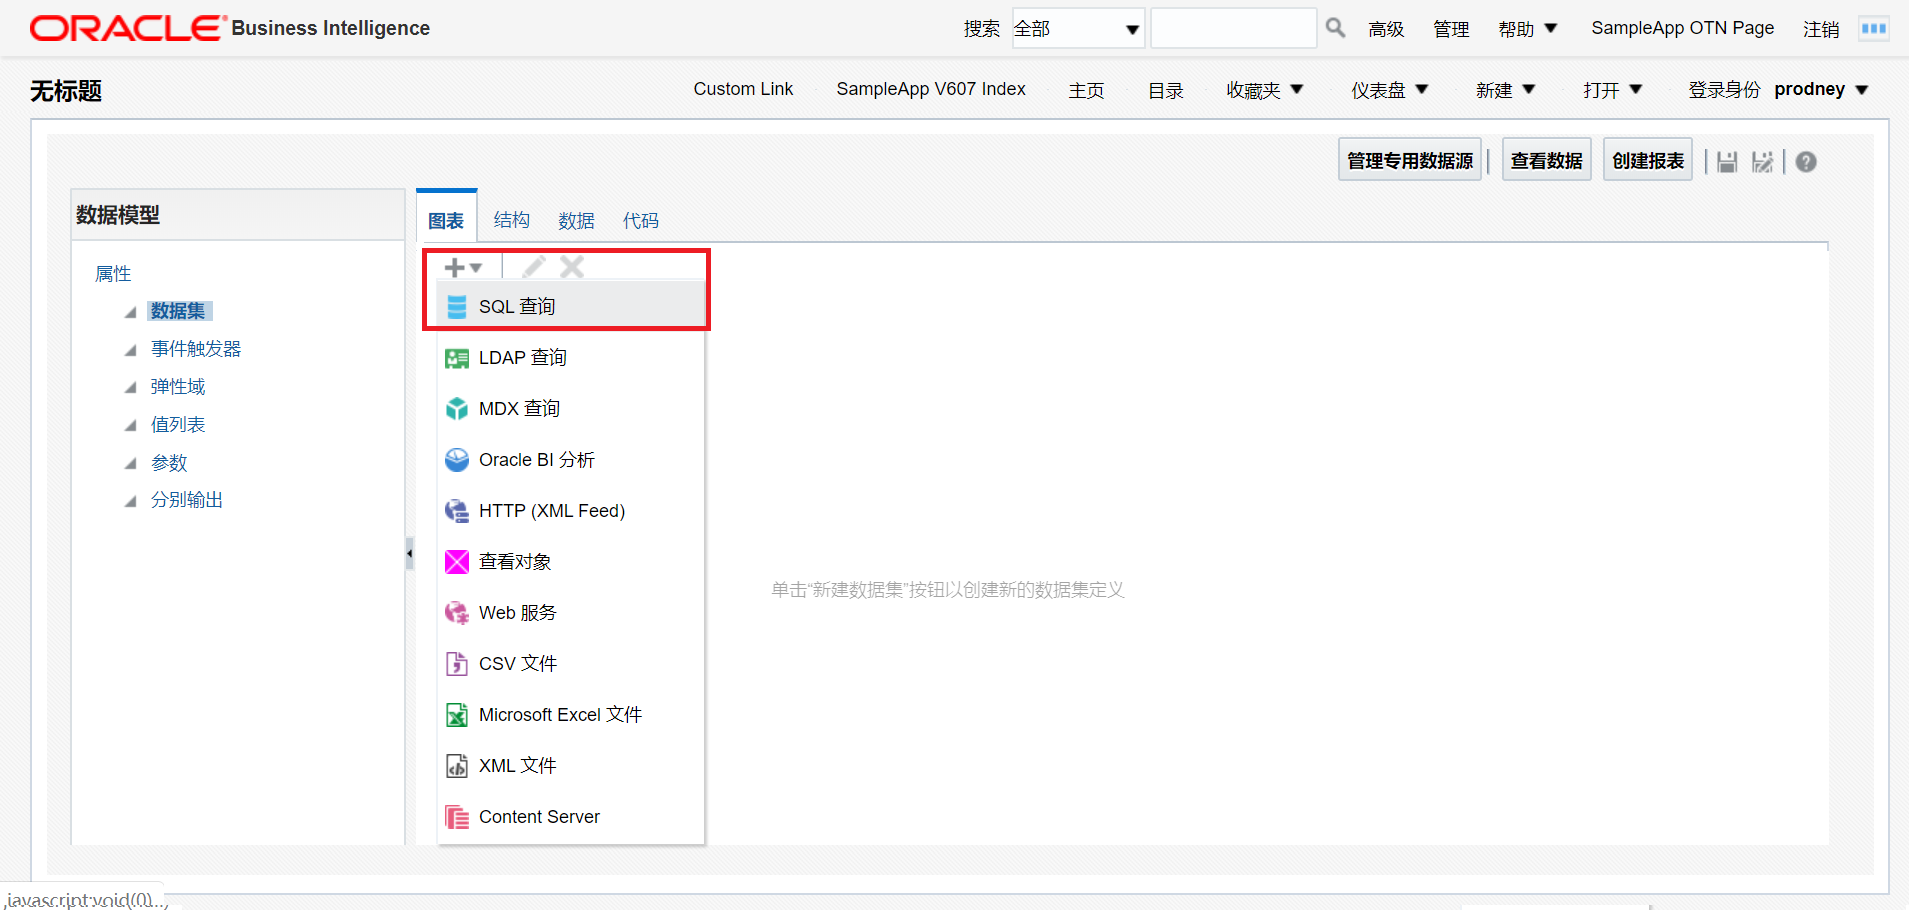 ORACLE Business Intelligence
搜索 全部 高级 管理 帮助 SampleApp OTN Page 注销
无标题
Custom Link SampleApp V607 Index 主页 目录 收藏夹 仪表盘 新建 打开 登录身份 prodney
管理专用数据源 查看数据 创建报表
数据模型
图表 结构 数据 代码
属性
数据集
事件触发器
弹性域
值列表
参数
分别输出
SQL 查询
LDAP 查询
MDX 查询
Oracle BI 分析
HTTP (XML Feed)
查看对象
Web 服务
CSV 文件
Microsoft Excel 文件
XML 文件
Content Server
单击“新建数据集”按钮以创建新的数据集定义
javascript:void(0)